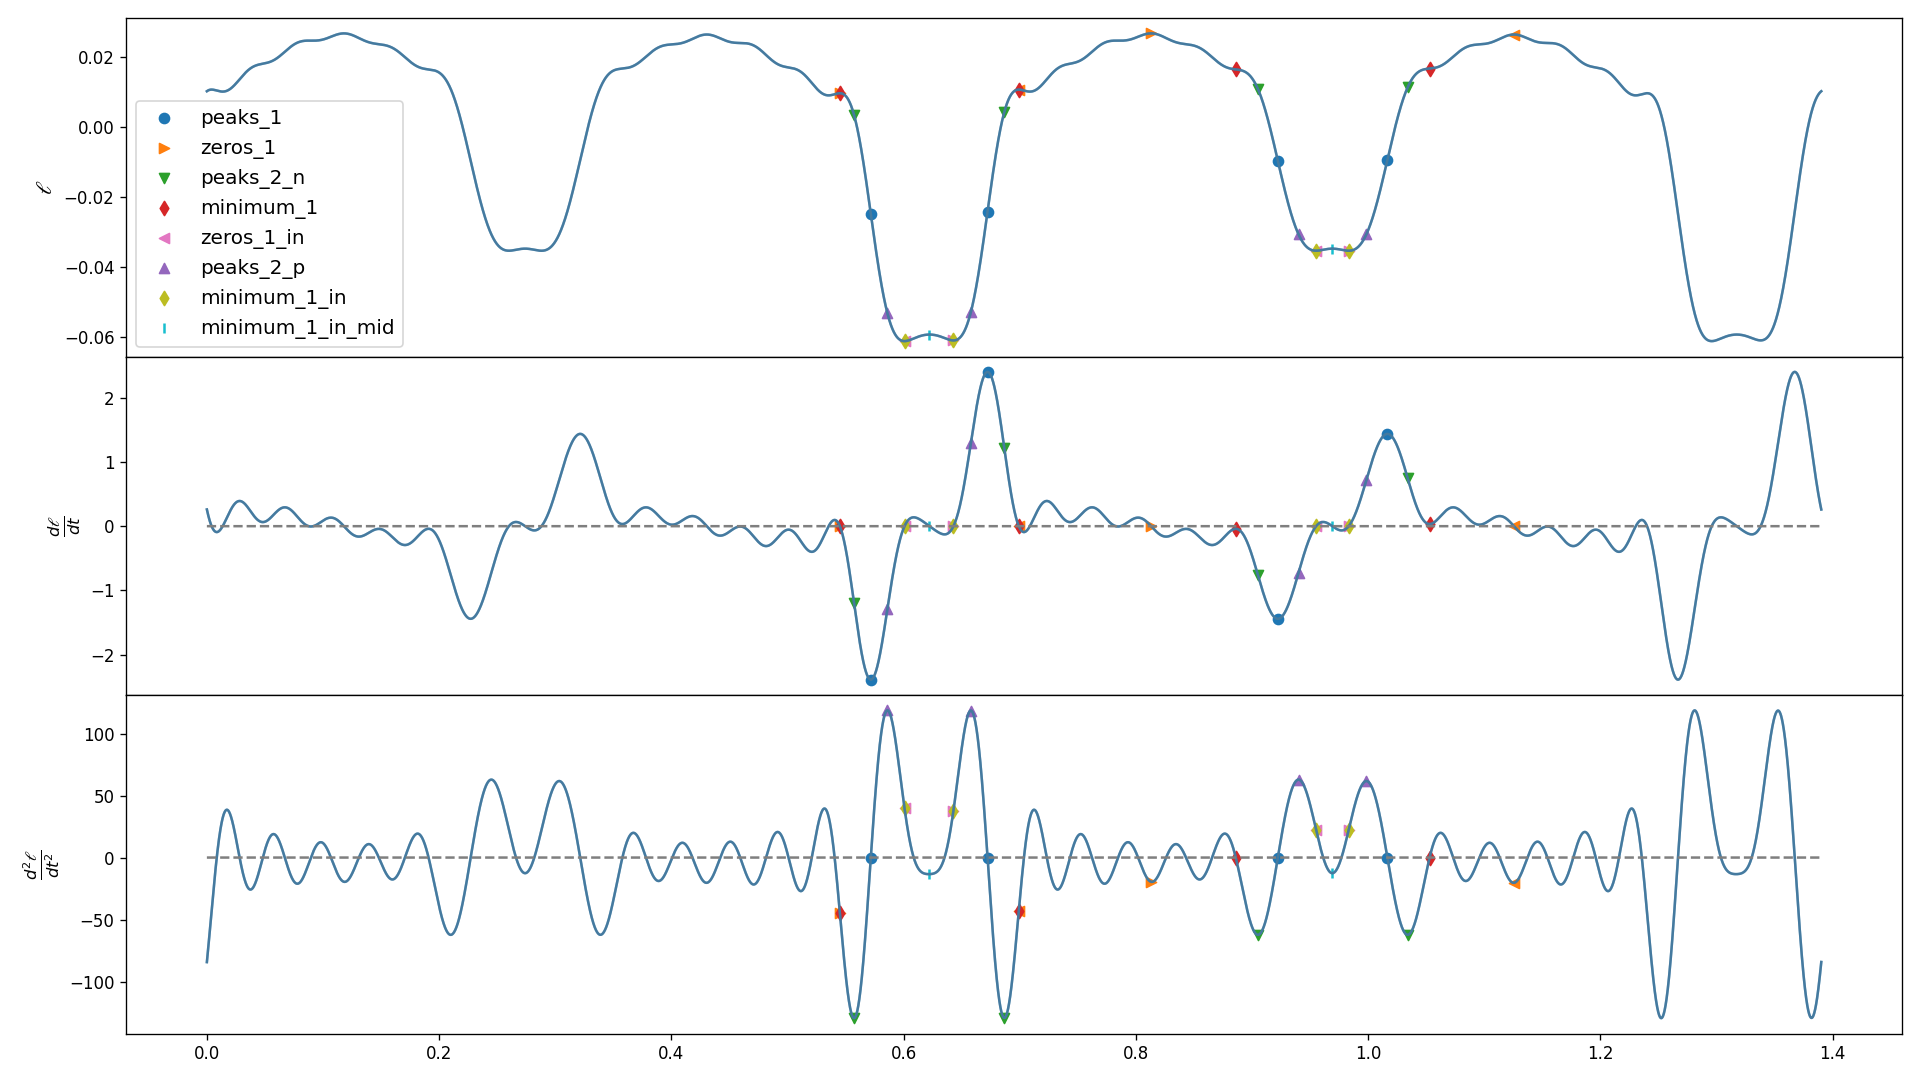 0.02
0.00
−0.02
−0.04
−0.06
ℓ
peaks_1
zeros_1
peaks_2_n
minimum_1
zeros_1_in
peaks_2_p
minimum_1_in
minimum_1_in_mid
2
1
0
−1
−2
dℓ
dt
100
50
0
−50
−100
d²ℓ
dt²
0.0 0.2 0.4 0.6 0.8 1.0 1.2 1.4